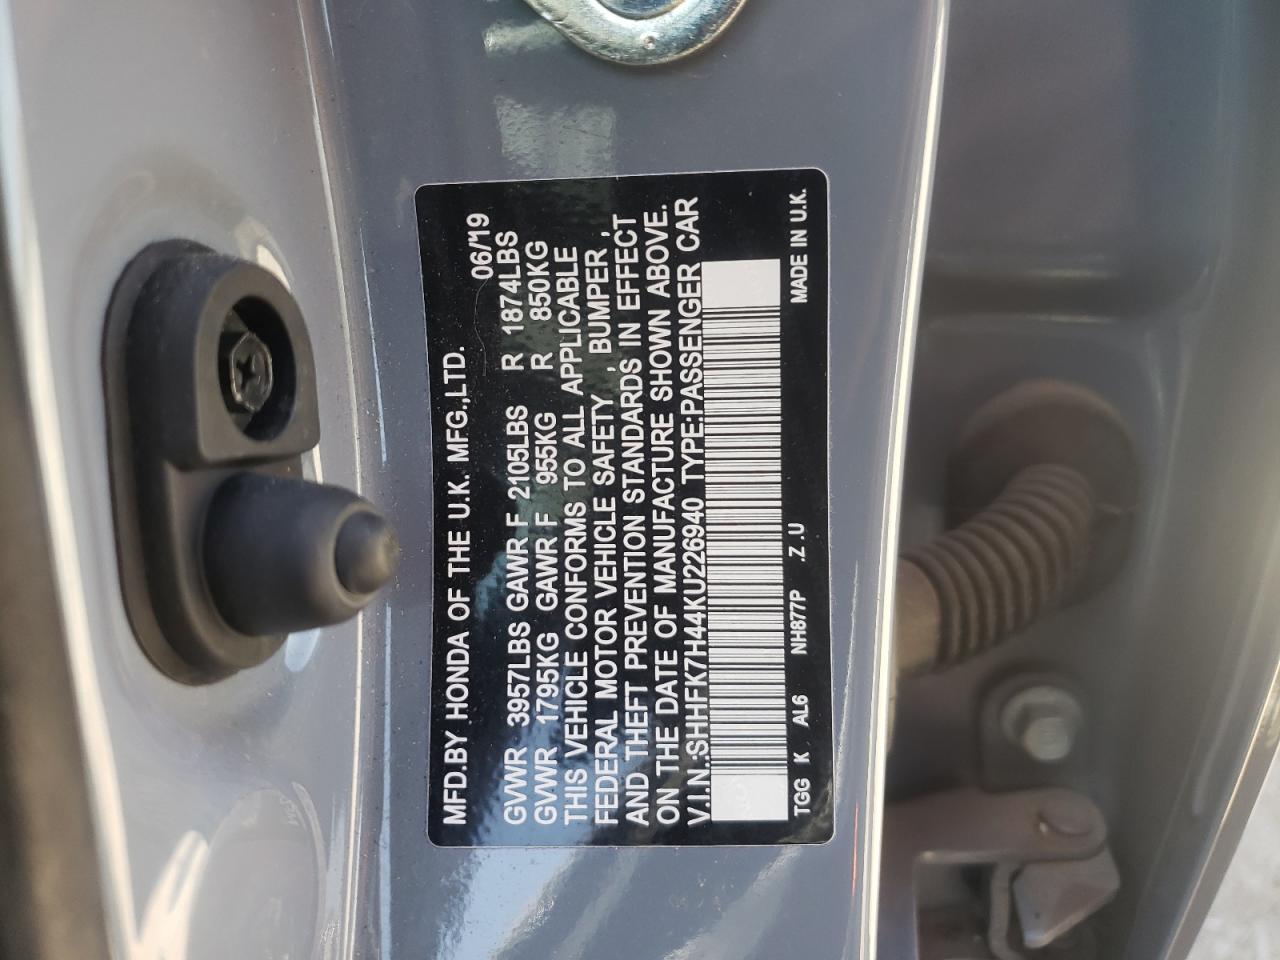 MFD.BY HONDA OF THE U.K. MFG.,LTD.
06/19
GVWR 3957LBS GAWR F 2105LBS R 1874LBS
GVWR 1795KG GAWR F 955KG R 850KG
THIS VEHICLE CONFORMS TO ALL APPLICABLE
FEDERAL MOTOR VEHICLE SAFETY , BUMPER ,
AND THEFT PREVENTION STANDARDS IN EFFECT
ON THE DATE OF MANUFACTURE SHOWN ABOVE.
V.I.N.:SHHFK7H44KU226940 TYPE:PASSENGER CAR
TGG K AL6 NH877P .Z .U MADE IN U.K.